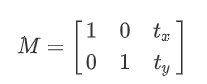 M = [ 1 0 t_x ]
[ 0 1 t_y ]